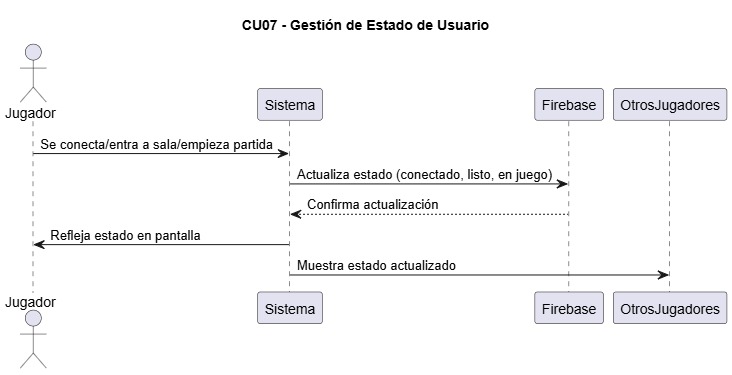 CU07 - Gestión de Estado de Usuario
Jugador
Sistema
Firebase
OtrosJugadores
Se conecta/entra a sala/empieza partida
Actualiza estado (conectado, listo, en juego)
Confirma actualización
Refleja estado en pantalla
Muestra estado actualizado
Jugador
Sistema
Firebase
OtrosJugadores